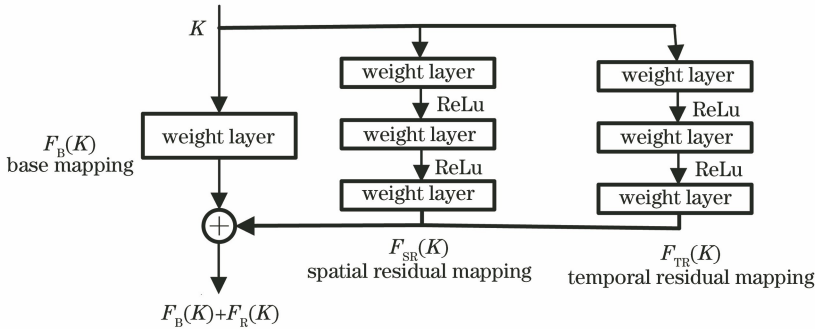 K
weight layer
weight layer
ReLu
ReLu
weight layer
weight layer
weight layer
F_B(K)
base mapping
ReLu
ReLu
weight layer
weight layer
+
F_SR(K)
spatial residual mapping
F_TR(K)
temporal residual mapping
F_B(K)+F_R(K)